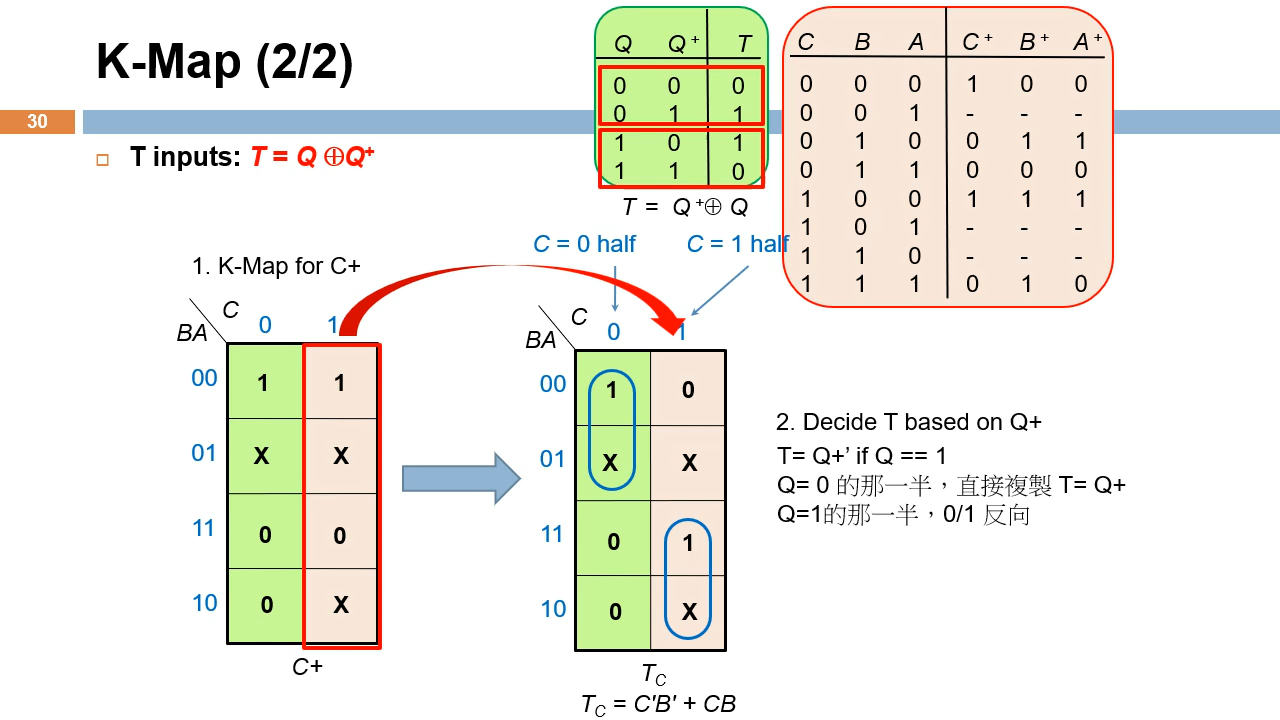 K-Map (2/2)
30
T inputs: T = Q ⊕Q+
Q Q+ T
0 0 0
0 1 1
1 0 1
1 1 0
T = Q+⊕ Q
C B A C+ B+ A+
0 0 0 1 0 0
0 0 1 - - -
0 1 0 0 1 1
0 1 1 0 0 0
1 0 0 1 1 1
1 0 1 - - -
1 1 0 - - -
1 1 1 0 1 0
C = 0 half C = 1 half
1. K-Map for C+
C
BA 0 1
00 1 1
01 X X
11 0 0
10 0 X
C+
C
BA 0 1
00 1 0
01 X X
11 0 1
10 0 X
TC
TC = C'B' + CB
2. Decide T based on Q+
T= Q+’ if Q == 1
Q= 0 的那一半，直接複製 T= Q+
Q=1的那一半，0/1 反向